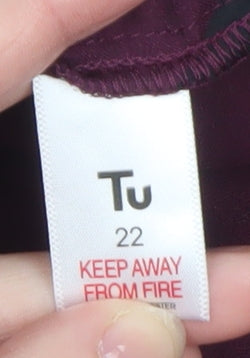 Tu
22
KEEP AWAY
FROM FIRE